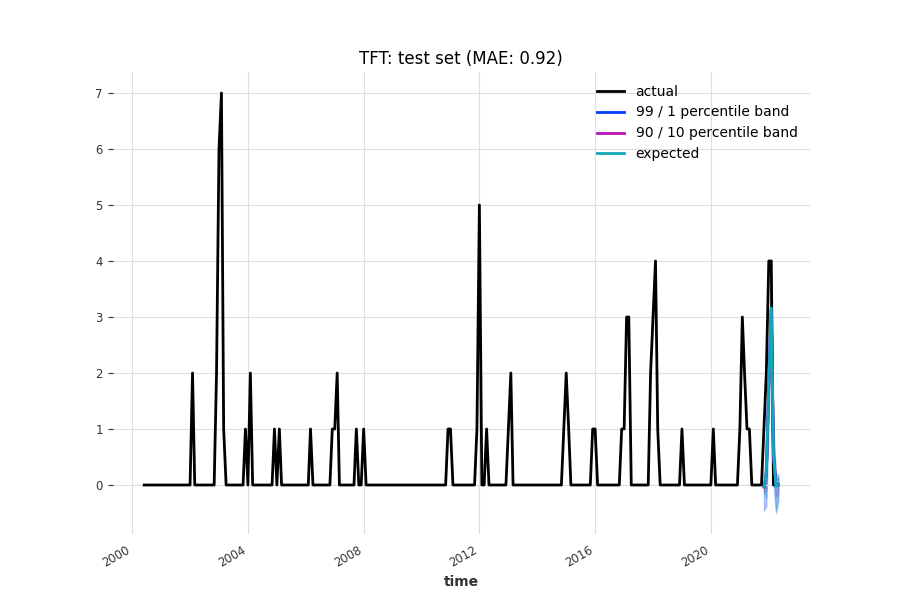 TFT: test set (MAE: 0.92)
actual
99 / 1 percentile band
90 / 10 percentile band
expected
7
6
5
4
3
2
1
0
2000
2004
2008
2012
2016
2020
time